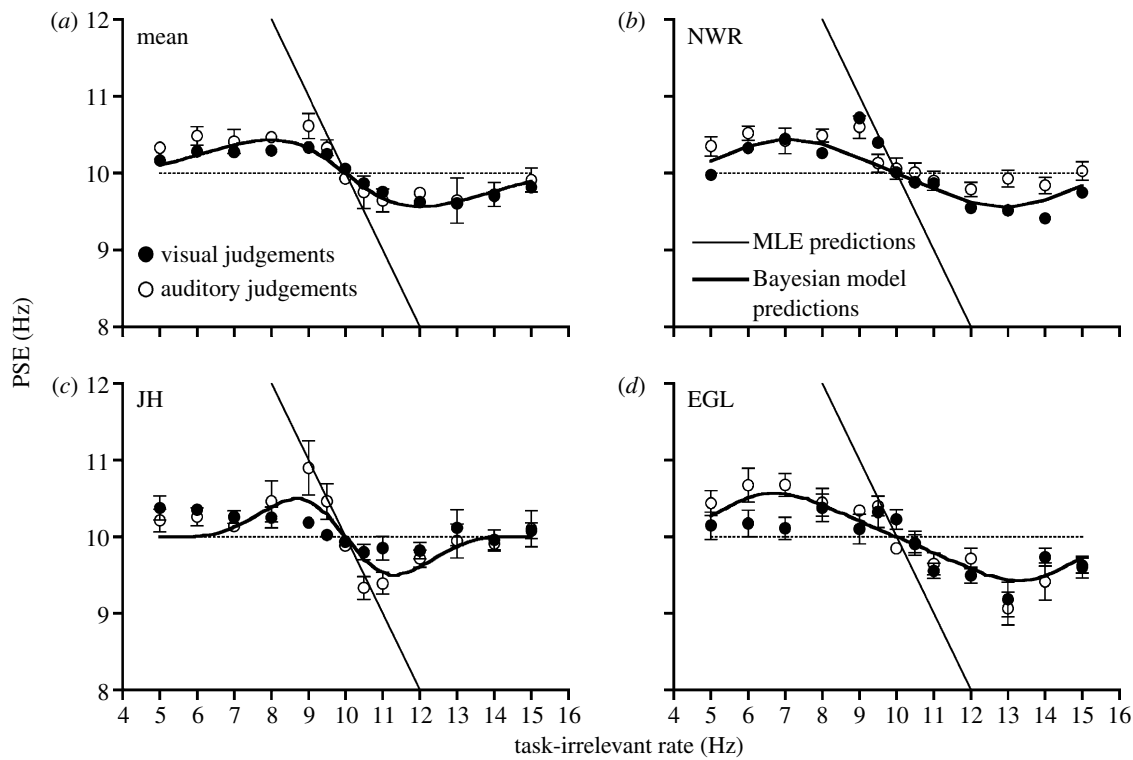 (a)
mean
12
11
10
9
8
visual judgements
auditory judgements
(b)
NWR
MLE predictions
Bayesian model
predictions
PSE (Hz)
(c)
JH
12
11
10
9
8
4 5 6 7 8 9 10 11 12 13 14 15 16
(d)
EGL
4 5 6 7 8 9 10 11 12 13 14 15 16
task-irrelevant rate (Hz)